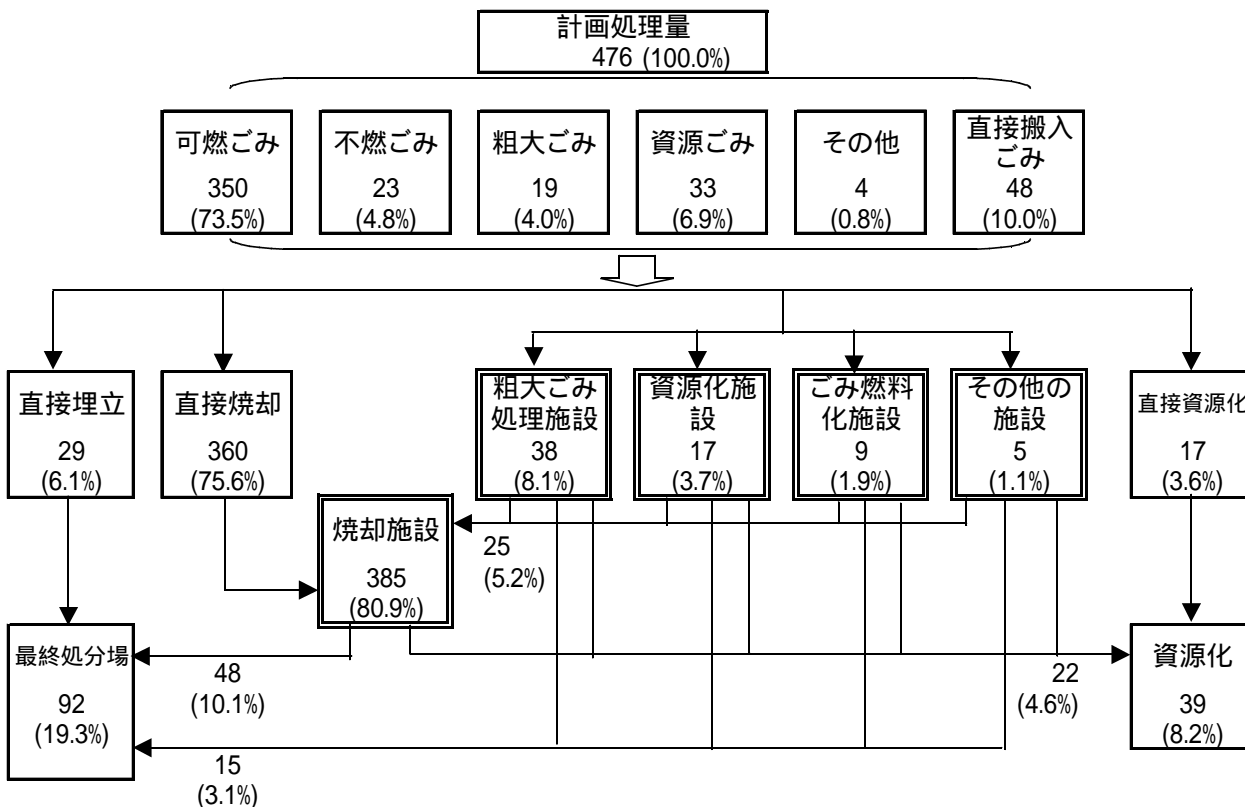 計画処理量
476 (100.0%)
可燃ごみ
350
(73.5%)
不燃ごみ
23
(4.8%)
粗大ごみ
19
(4.0%)
資源ごみ
33
(6.9%)
その他
4
(0.8%)
直接搬入
ごみ
48
(10.0%)
直接埋立
29
(6.1%)
直接焼却
360
(75.6%)
粗大ごみ
処理施設
38
(8.1%)
資源化施
設
17
(3.7%)
ごみ燃料
化施設
9
(1.9%)
その他の
施設
5
(1.1%)
直接資源化
17
(3.6%)
焼却施設
385
(80.9%)
25
(5.2%)
最終処分場
92
(19.3%)
48
(10.1%)
22
(4.6%)
資源化
39
(8.2%)
15
(3.1%)